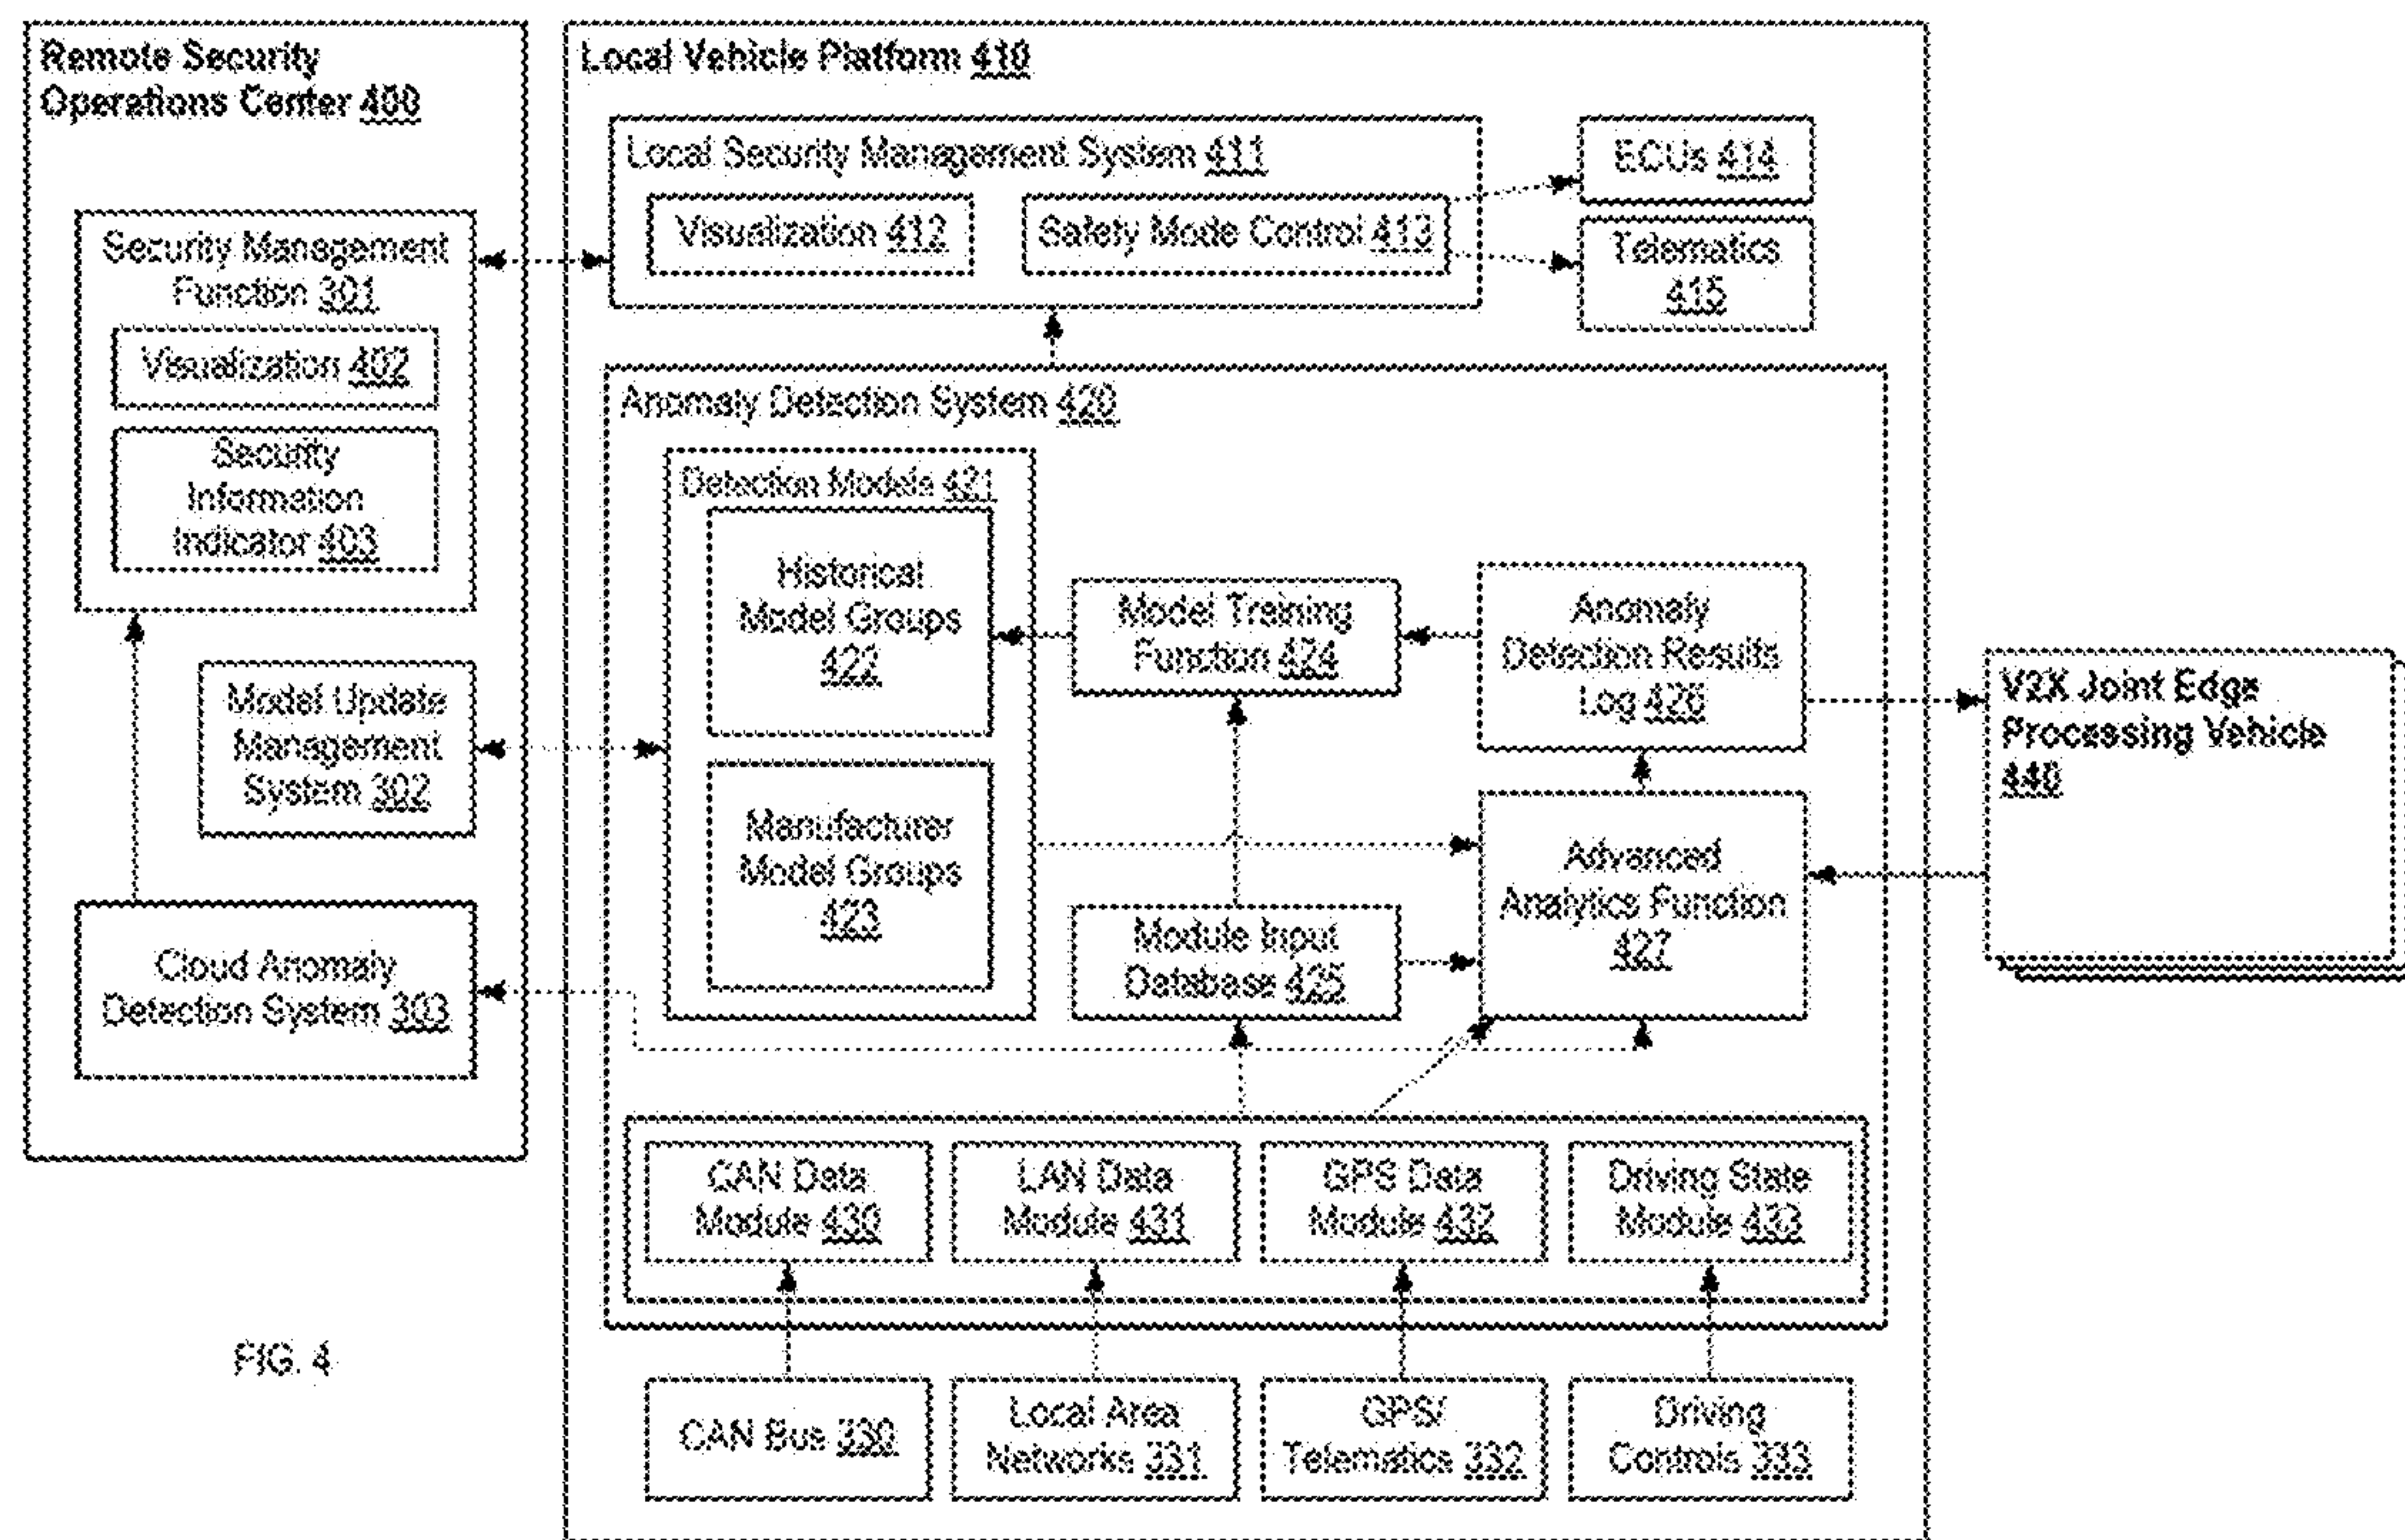 Remote Security
Operations Center 400
Security Management
Function 301
Visualization 402
Security
Information
Indicator 403
Model Update
Management
System 302
Cloud Anomaly
Detection System 303
Local Vehicle Platform 410
Local Security Management System 411
Visualization 412
Safety Mode Control 413
ECUs 414
Telematics
415
Anomaly Detection System 420
Detection Models 421
Historical
Model Groups
422
Manufacturer
Model Groups
423
Model Training
Function 424
Module Input
Database 425
Anomaly
Detection Results
Log 426
Advanced
Analytics Function
427
V2X Joint Edge
Processing Vehicle
440
CAN Data
Module 430
LAN Data
Module 431
GPS Data
Module 432
Driving State
Module 433
CAN Bus 330
Local Area
Networks 331
GPS/
Telematics 332
Driving
Controls 333
FIG. 4